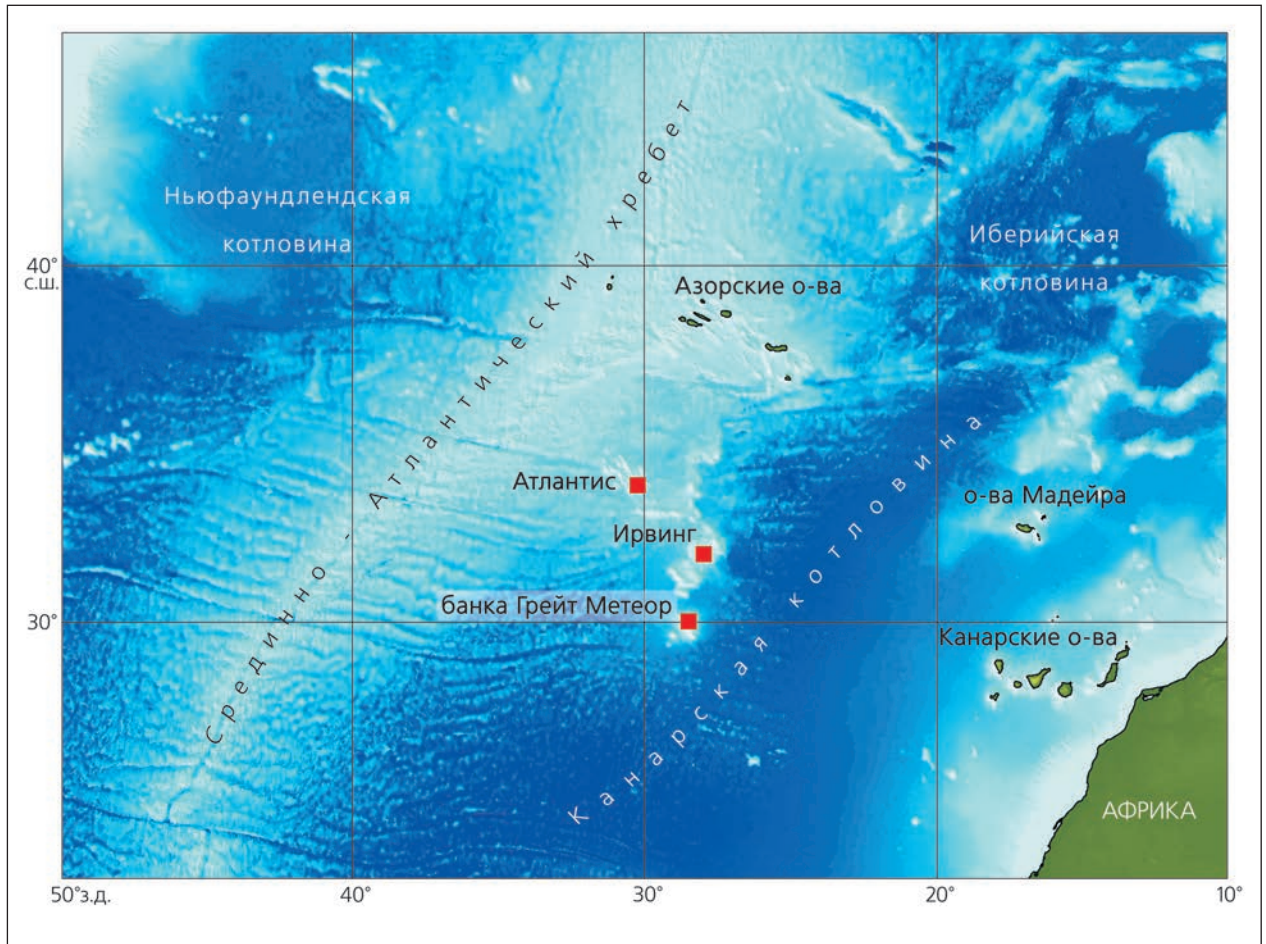 Ньюфаундлендская
котловина
Срединно - Атлантический хребет
Иберийская
котловина
40°
с.ш.
Азорские о-ва
Атлантис
о-ва Мадейра
Ирвинг
Канарская котловина
банка Грейт Метеор
30°
Канарские о-ва
АФРИКА
50°з.д.
40°
30°
20°
10°